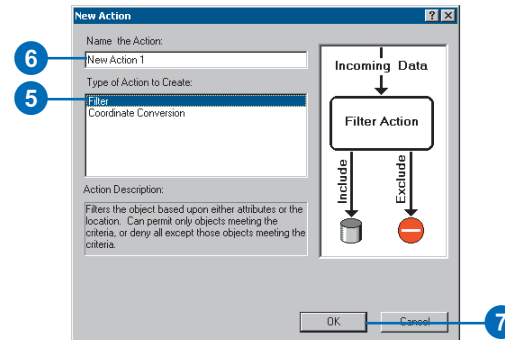 New Action
Name the Action:
6
New Action 1
Type of Action to Create:
5
Filter
Coordinate Conversion
Action Description:
Filters the object based upon either attributes or the
location. Can permit only objects meeting the
criteria, or deny all except those objects meeting the
criteria.
Incoming Data
Filter Action
Include
Exclude
OK
Cancel
7